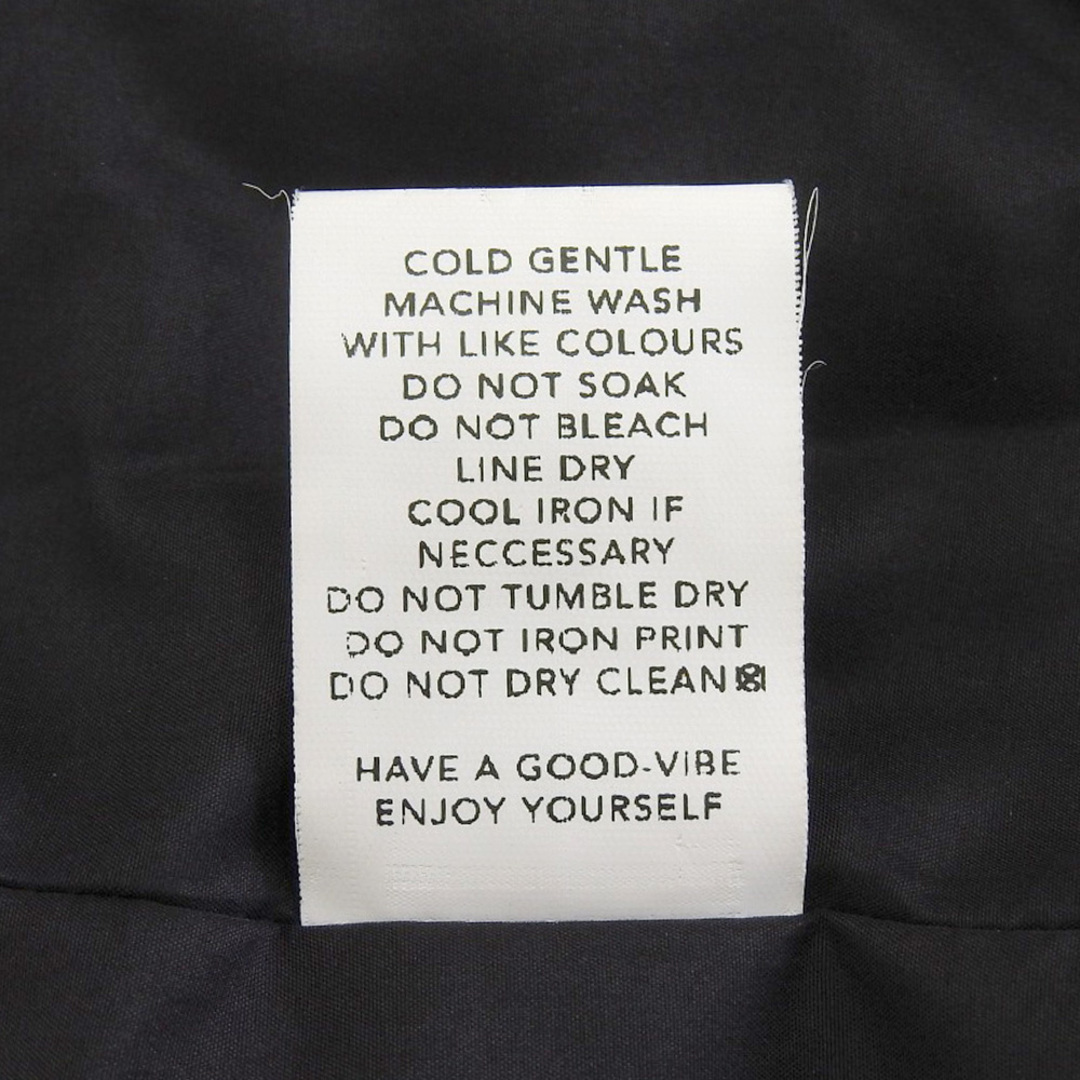 COLD GENTLE
MACHINE WASH
WITH LIKE COLOURS
DO NOT SOAK
DO NOT BLEACH
LINE DRY
COOL IRON IF
NECCESSARY
DO NOT TUMBLE DRY
DO NOT IRON PRINT
DO NOT DRY CLEAN
HAVE A GOOD-VIBE
ENJOY YOURSELF